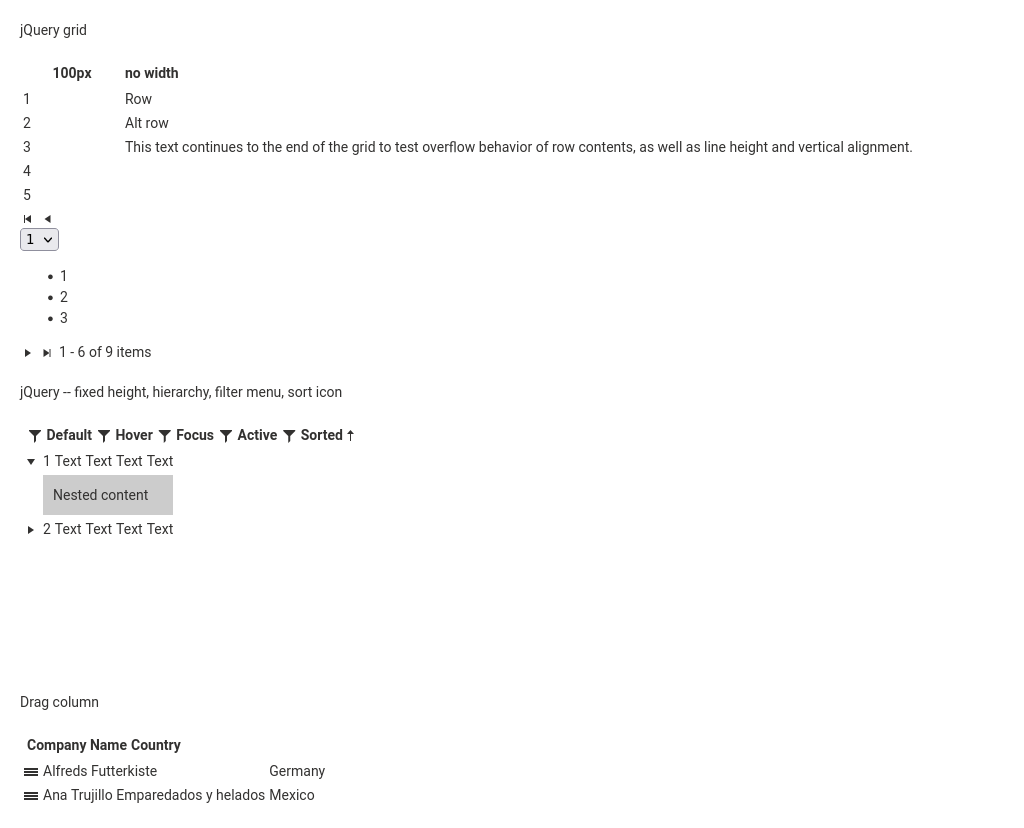 jQuery grid
100px no width
1 Row
2 Alt row
3 This text continues to the end of the grid to test overflow behavior of row contents, as well as line height and vertical alignment.
4
5
1
1
2
3
1 - 6 of 9 items
jQuery -- fixed height, hierarchy, filter menu, sort icon
Default Hover Focus Active Sorted
1 Text Text Text Text
Nested content
2 Text Text Text Text
Drag column
Company Name Country
Alfreds Futterkiste Germany
Ana Trujillo Emparedados y helados Mexico